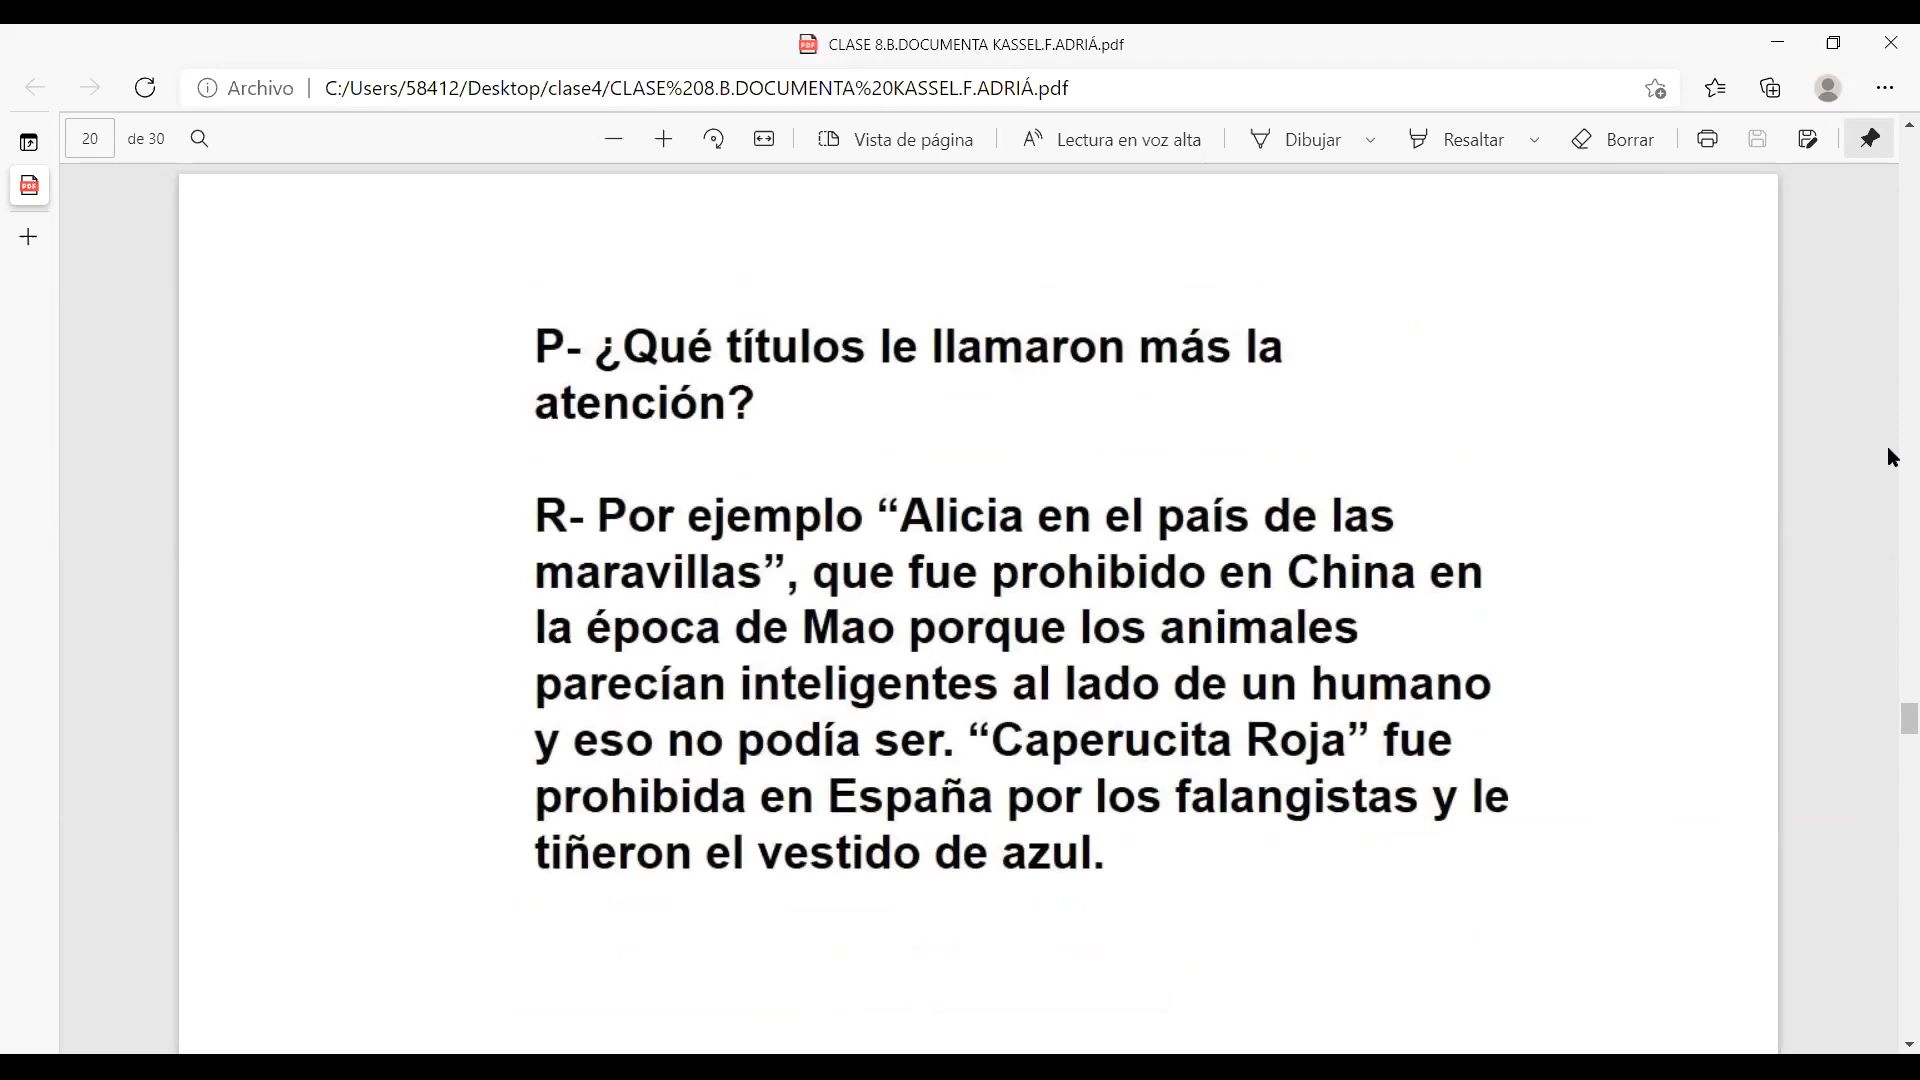 CLASE 8.B.DOCUMENTA KASSEL.F.ADRIÁ.pdf
Archivo | C:/Users/58412/Desktop/clase4/CLASE%208.B.DOCUMENTA%20KASSEL.F.ADRIÁ.pdf
20 de 30 Vista de página Lectura en voz alta Dibujar Resaltar Borrar
P- ¿Qué títulos le llamaron más la
atención?
R- Por ejemplo “Alicia en el país de las
maravillas”, que fue prohibido en China en
la época de Mao porque los animales
parecían inteligentes al lado de un humano
y eso no podía ser. “Caperucita Roja” fue
prohibida en España por los falangistas y le
tiñeron el vestido de azul.